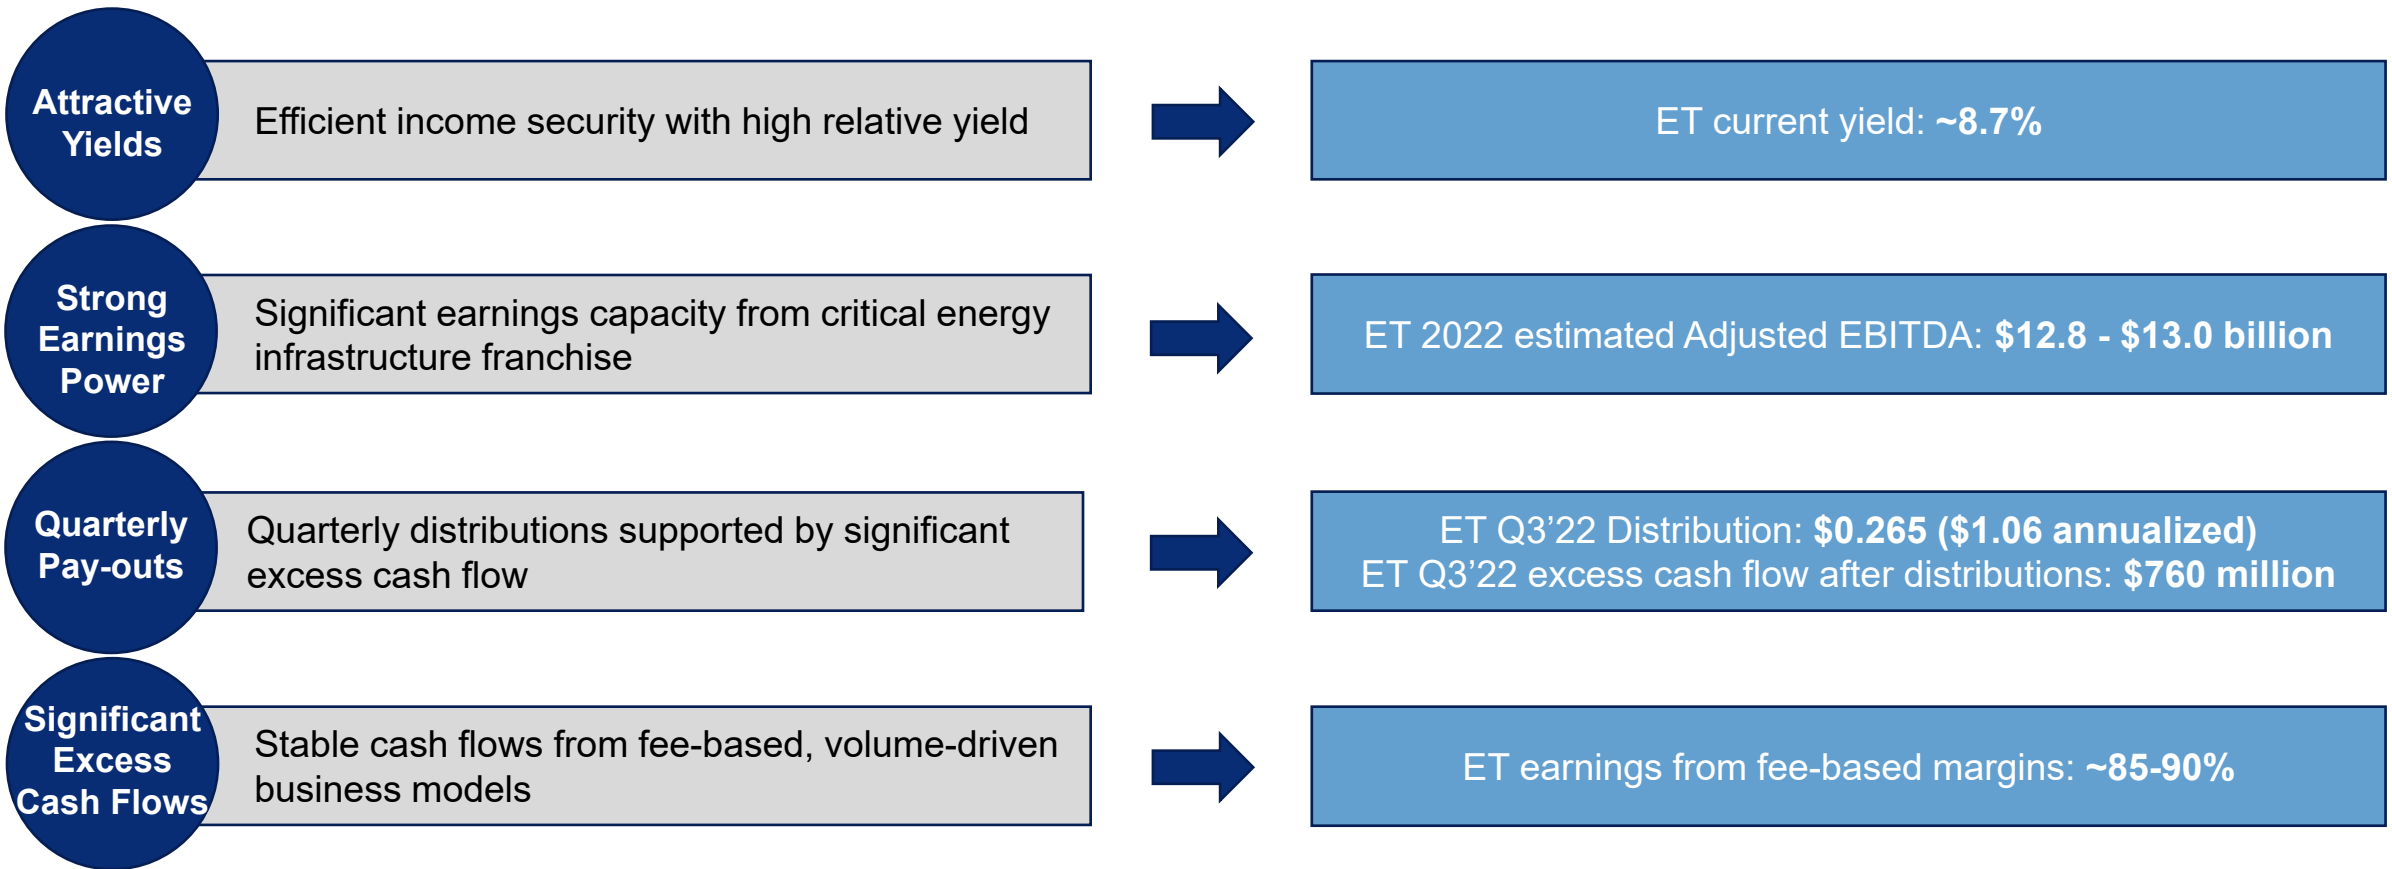 Attractive
Yields
Efficient income security with high relative yield
ET current yield: ~8.7%
Strong
Earnings
Power
Significant earnings capacity from critical energy
infrastructure franchise
ET 2022 estimated Adjusted EBITDA: $12.8 - $13.0 billion
Quarterly
Pay-outs
Quarterly distributions supported by significant
excess cash flow
ET Q3’22 Distribution: $0.265 ($1.06 annualized)
ET Q3’22 excess cash flow after distributions: $760 million
Significant
Excess
Cash Flows
Stable cash flows from fee-based, volume-driven
business models
ET earnings from fee-based margins: ~85-90%